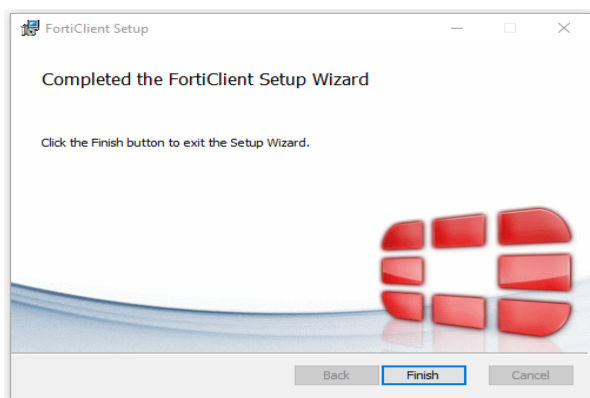 FortiClient Setup
Completed the FortiClient Setup Wizard
Click the Finish button to exit the Setup Wizard.
Back Finish Cancel